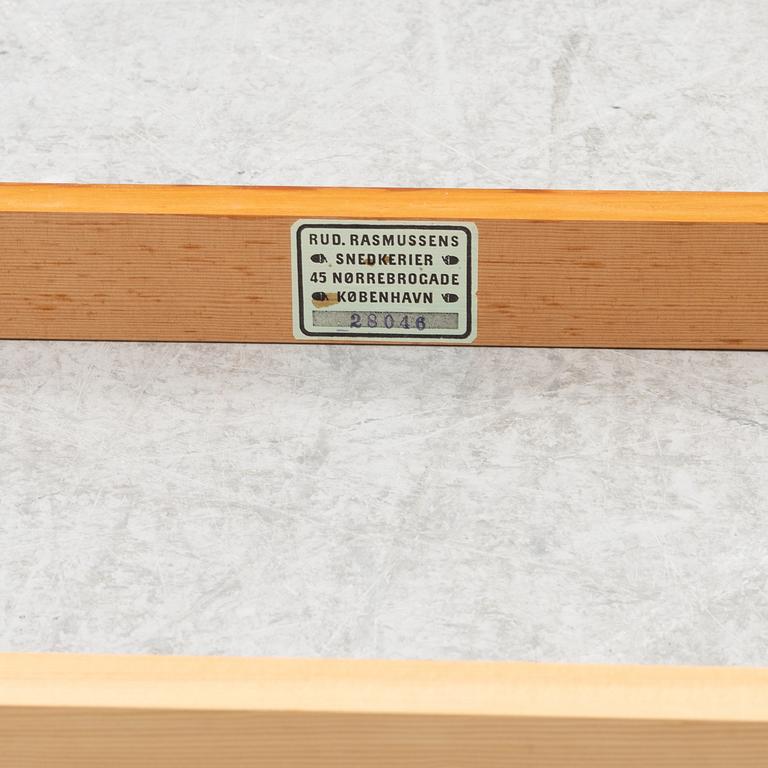 RUD. RASMUSSENS
SNEDKERIER
45 NØRREBROGADE
KØBENHAVN
28046